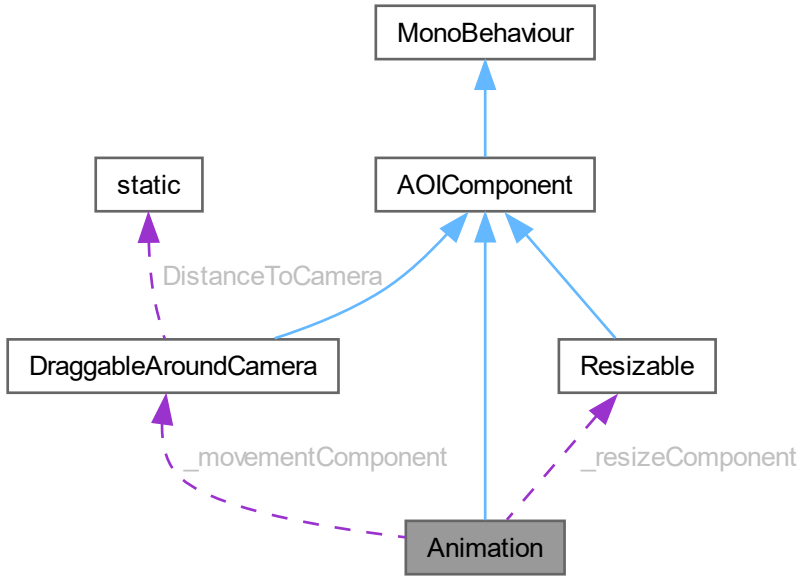 MonoBehaviour
static
AOIComponent
DistanceToCamera
DraggableAroundCamera
Resizable
_movementComponent
_resizeComponent
Animation